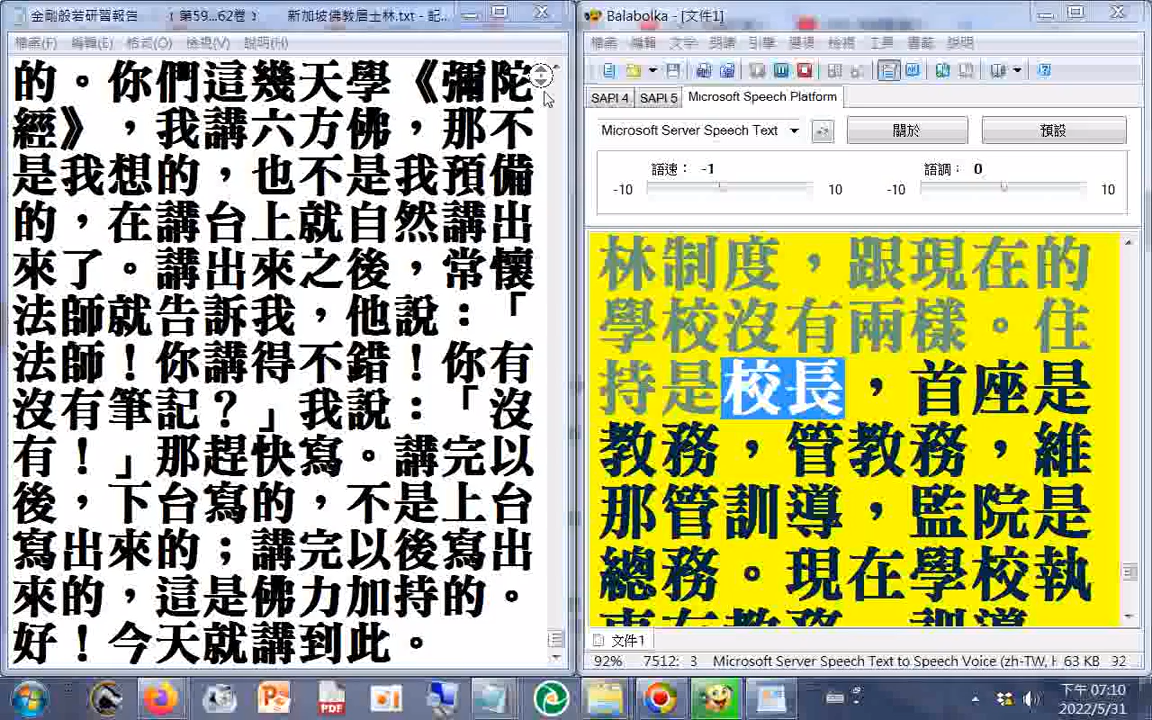 金剛般若研習報告 （第59...62卷） 新加坡佛教居士林.txt - 記...
檔案(F) 編輯(E) 格式(O) 檢視(V) 說明(H)
的。你們這幾天學《彌陀
經》，我講六方佛，那不
是我想的，也不是我預備
的，在講台上就自然講出
來了。講出來之後，常懷
法師就告訴我，他說：「
法師！你講得不錯！你有
沒有筆記？」我說：「沒
有！」那趕快寫。講完以
後，下台寫的，不是上台
寫出來的；講完以後寫出
來的，這是佛力加持的。
好！今天就講到此。
Balabolka - [文件1]
檔案 編輯 文字 朗讀 引擎 選項 檢視 工具 書籤 說明
SAPI 4 SAPI 5 Microsoft Speech Platform
Microsoft Server Speech Text 關於 預設
語速： -1 語調： 0
-10 10 -10 10
林制度，跟現在的
學校沒有兩樣。住
持是校長，首座是
教務，管教務，維
那管訓導，監院是
總務。現在學校執
事有教務、訓導、
文件1
92% 7512: 3 Microsoft Server Speech Text to Speech Voice (zh-TW, H 63 KB 32
下午 07:10
2022/5/31